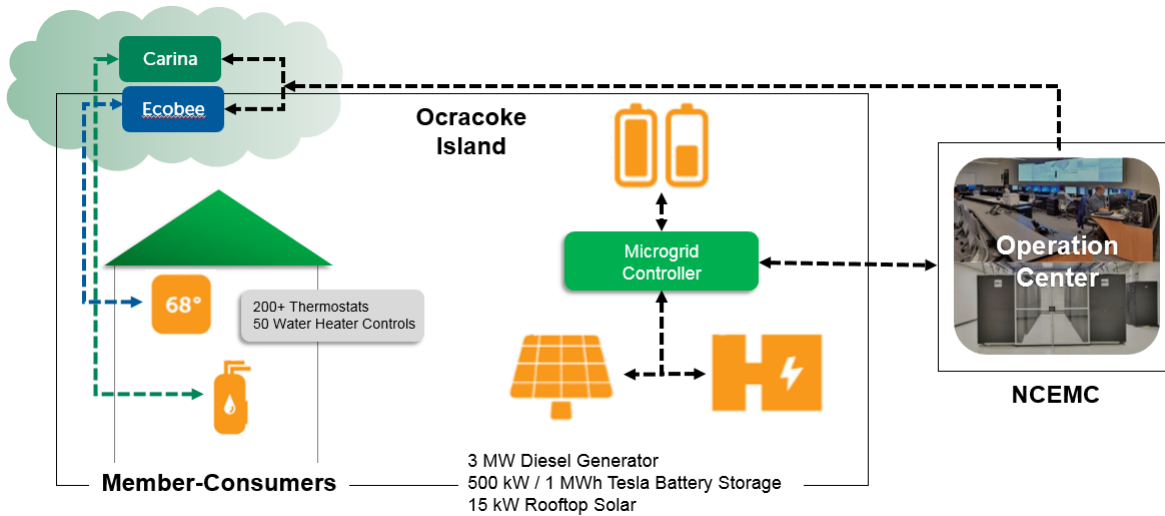 Carina
Ecobee
Ocracoke
Island
Microgrid
Controller
Operation
Center
NCEMC
68°
200+ Thermostats
50 Water Heater Controls
Member-Consumers
3 MW Diesel Generator
500 kW / 1 MWh Tesla Battery Storage
15 kW Rooftop Solar